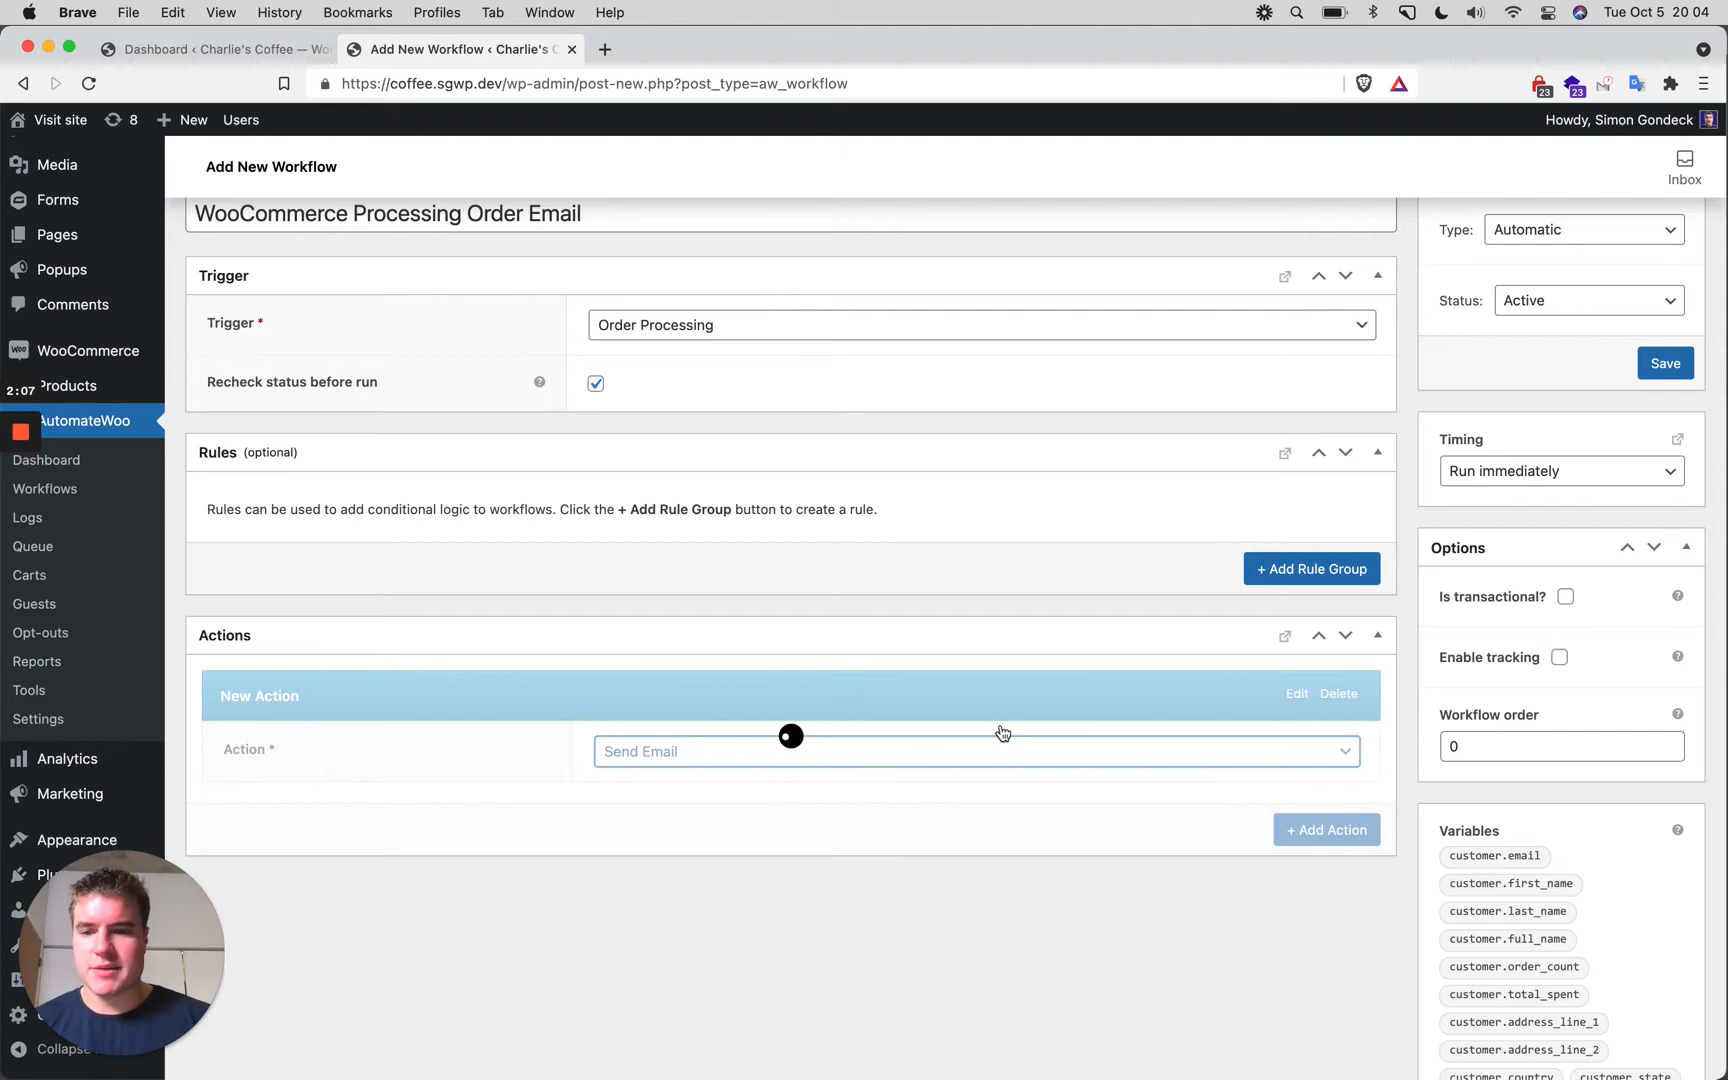 Brave File Edit View History Bookmarks Profiles Tab Window Help Tue Oct 5 20 04
Dashboard ‹ Charlie's Coffee — Wo
Add New Workflow ‹ Charlie's C
https://coffee.sgwp.dev/wp-admin/post-new.php?post_type=aw_workflow
23
23
Visit site 8 New Users Howdy, Simon Gondeck
Media
Forms
Pages
Popups
Comments
WooCommerce
Products
2:07
AutomateWoo
Dashboard
Workflows
Logs
Queue
Carts
Guests
Opt-outs
Reports
Tools
Settings
Analytics
Marketing
Appearance
Collapse
Add New Workflow
Inbox
WooCommerce Processing Order Email
Trigger
Trigger *
Order Processing
Recheck status before run
Rules (optional)
Rules can be used to add conditional logic to workflows. Click the + Add Rule Group button to create a rule.
+ Add Rule Group
Actions
New Action
Edit Delete
Action *
Send Email
+ Add Action
Type: Automatic
Status: Active
Save
Timing
Run immediately
Options
Is transactional?
Enable tracking
Workflow order
0
Variables
customer.email
customer.first_name
customer.last_name
customer.full_name
customer.order_count
customer.total_spent
customer.address_line_1
customer.address_line_2
customer.country customer.state